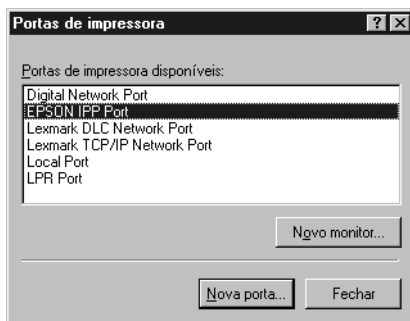 Portas de impressora
Portas de impressora disponíveis:
Digital Network Port
EPSON IPP Port
Lexmark DLC Network Port
Lexmark TCP/IP Network Port
Local Port
LPR Port
Novo monitor...
Nova porta...
Fechar